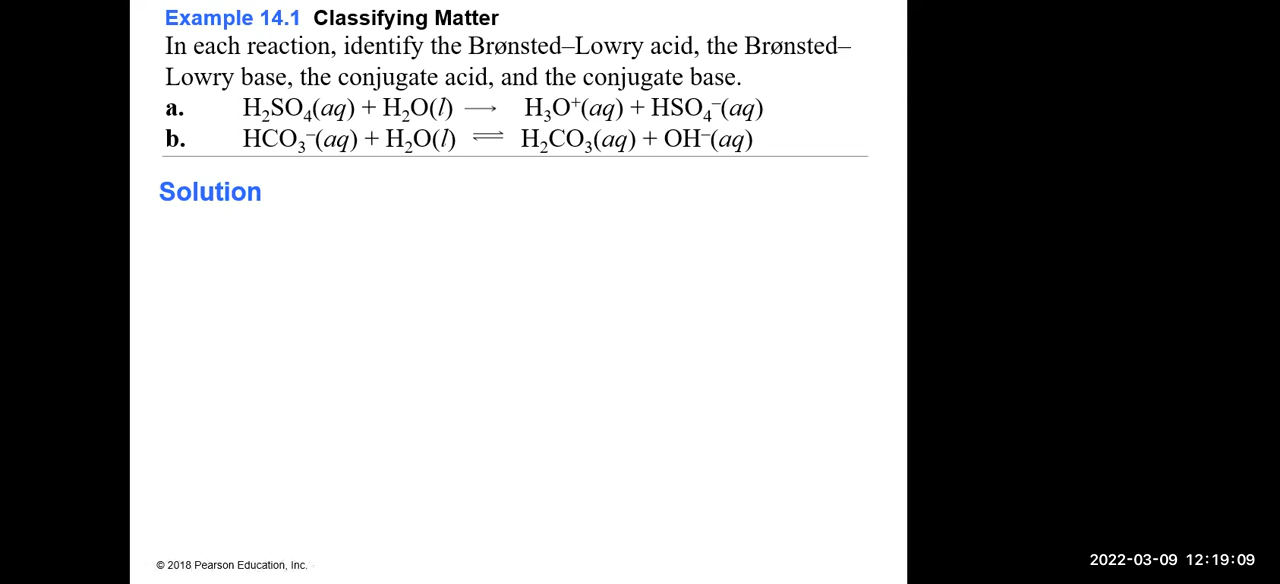 Example 14.1 Classifying Matter
In each reaction, identify the Brønsted–Lowry acid, the Brønsted–
Lowry base, the conjugate acid, and the conjugate base.
a. H₂SO₄(aq) + H₂O(l) ⟶ H₃O⁺(aq) + HSO₄⁻(aq)
b. HCO₃⁻(aq) + H₂O(l) ⇌ H₂CO₃(aq) + OH⁻(aq)
Solution
© 2018 Pearson Education, Inc.
2022-03-09 12:19:09